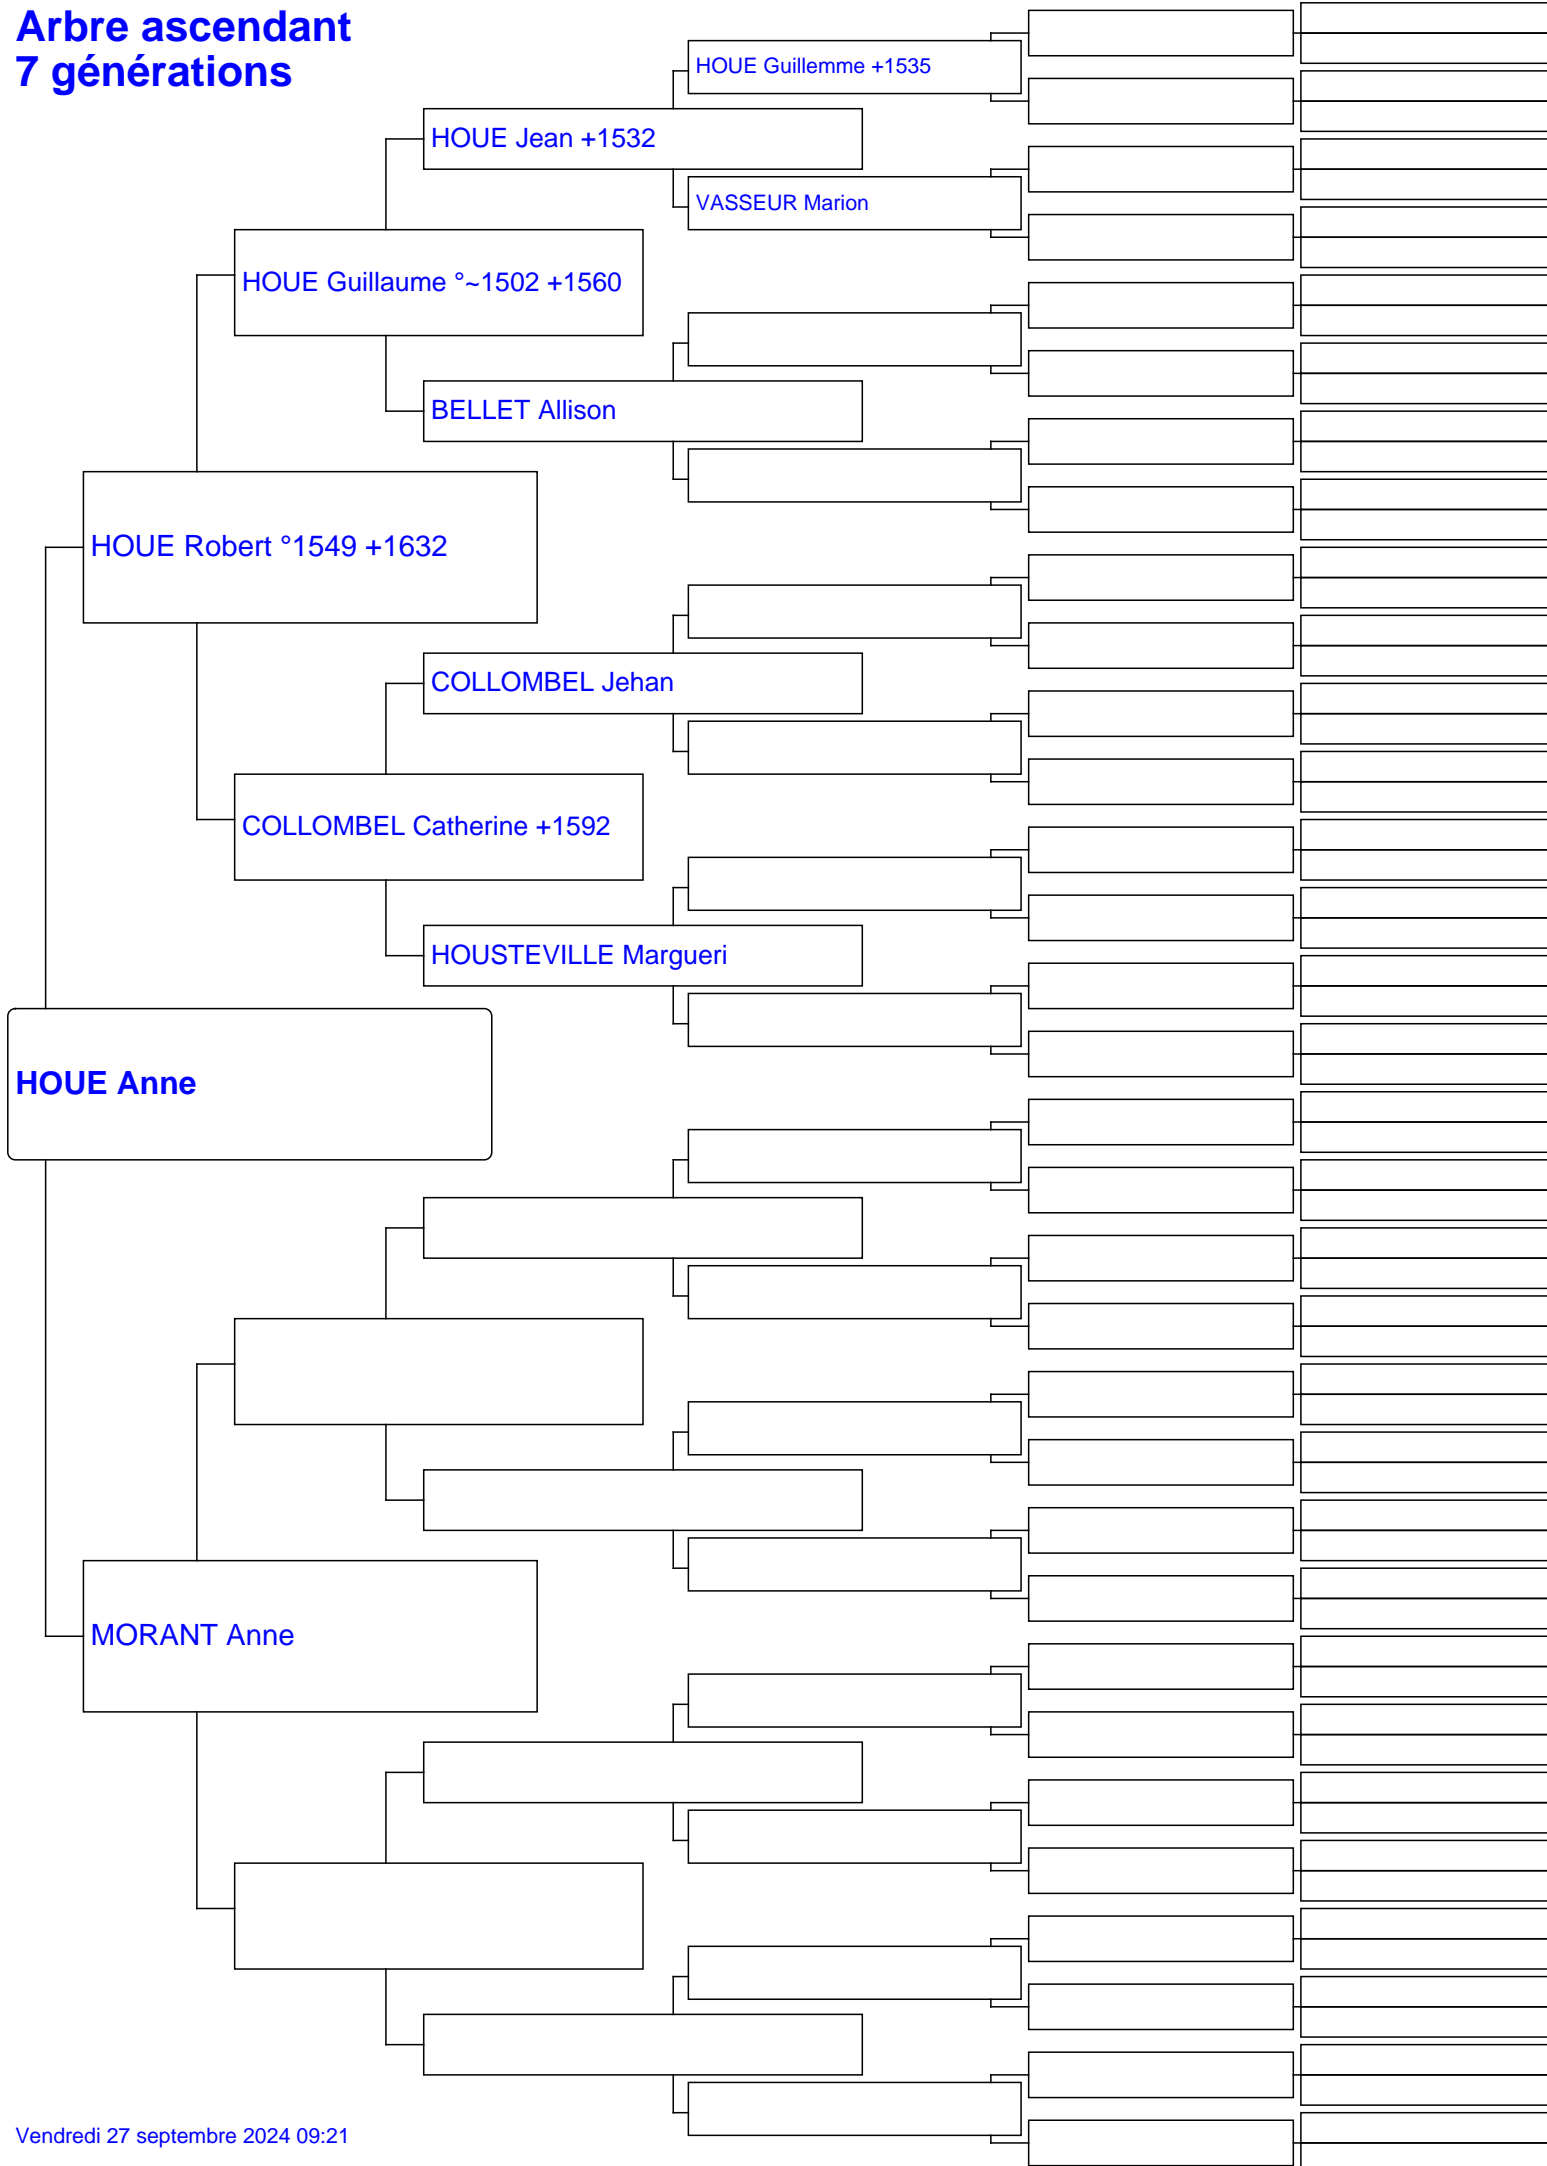 Arbre ascendant
7 générations
HOUE Guillemme +1535
HOUE Jean +1532
VASSEUR Marion
HOUE Guillaume °~1502 +1560
BELLET Allison
HOUE Robert °1549 +1632
COLLOMBEL Jehan
COLLOMBEL Catherine +1592
HOUSTEVILLE Margueri
HOUE Anne
MORANT Anne
Vendredi 27 septembre 2024 09:21